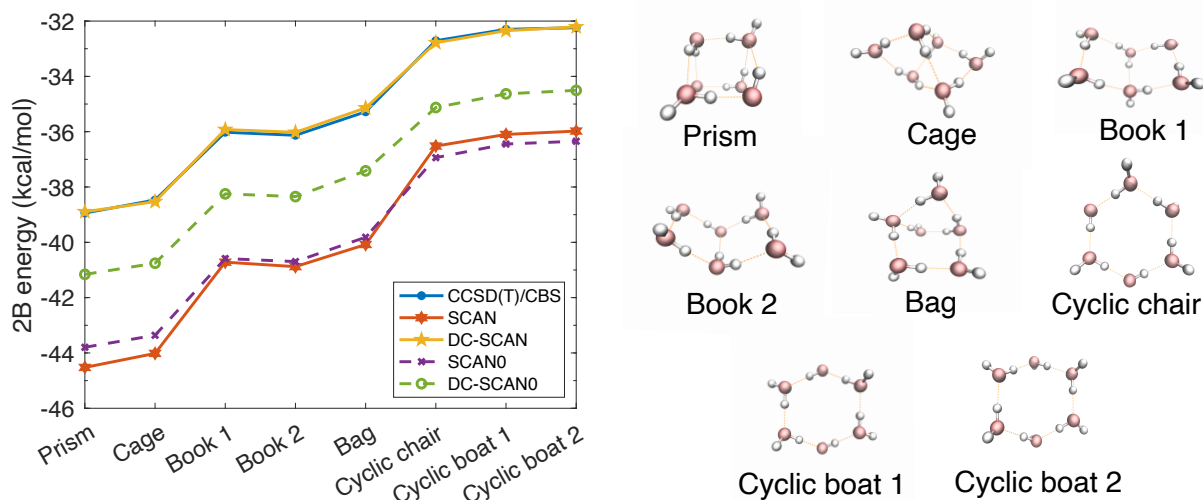 2B energy (kcal/mol)
-32
-34
-36
-38
-40
-42
-44
-46
Prism
Cage
Book 1
Book 2
Bag
Cyclic chair
Cyclic boat 1
Cyclic boat 2
CCSD(T)/CBS
SCAN
DC-SCAN
SCAN0
DC-SCAN0
Prism
Cage
Book 1
Book 2
Bag
Cyclic chair
Cyclic boat 1
Cyclic boat 2